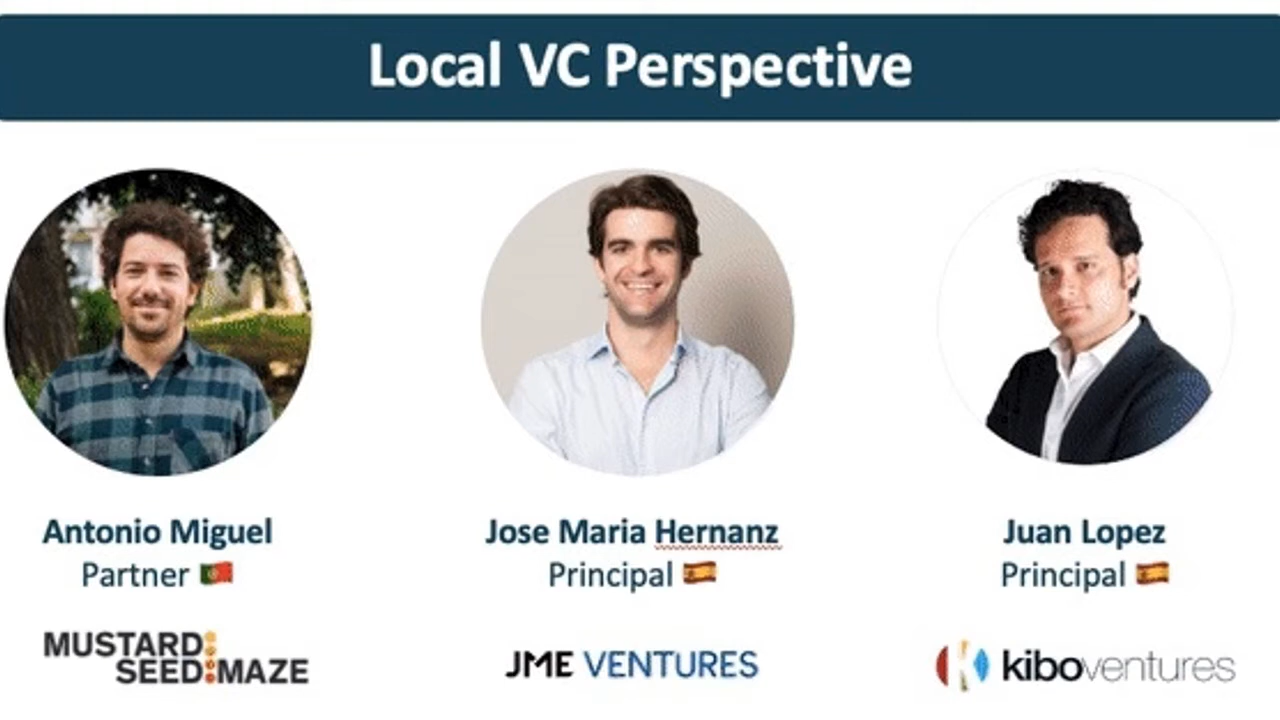 Local VC Perspective
Antonio Miguel
Partner
MUSTARD
SEED MAZE
Jose Maria Hernanz
Principal
JME VENTURES
Juan Lopez
Principal
kiboventures